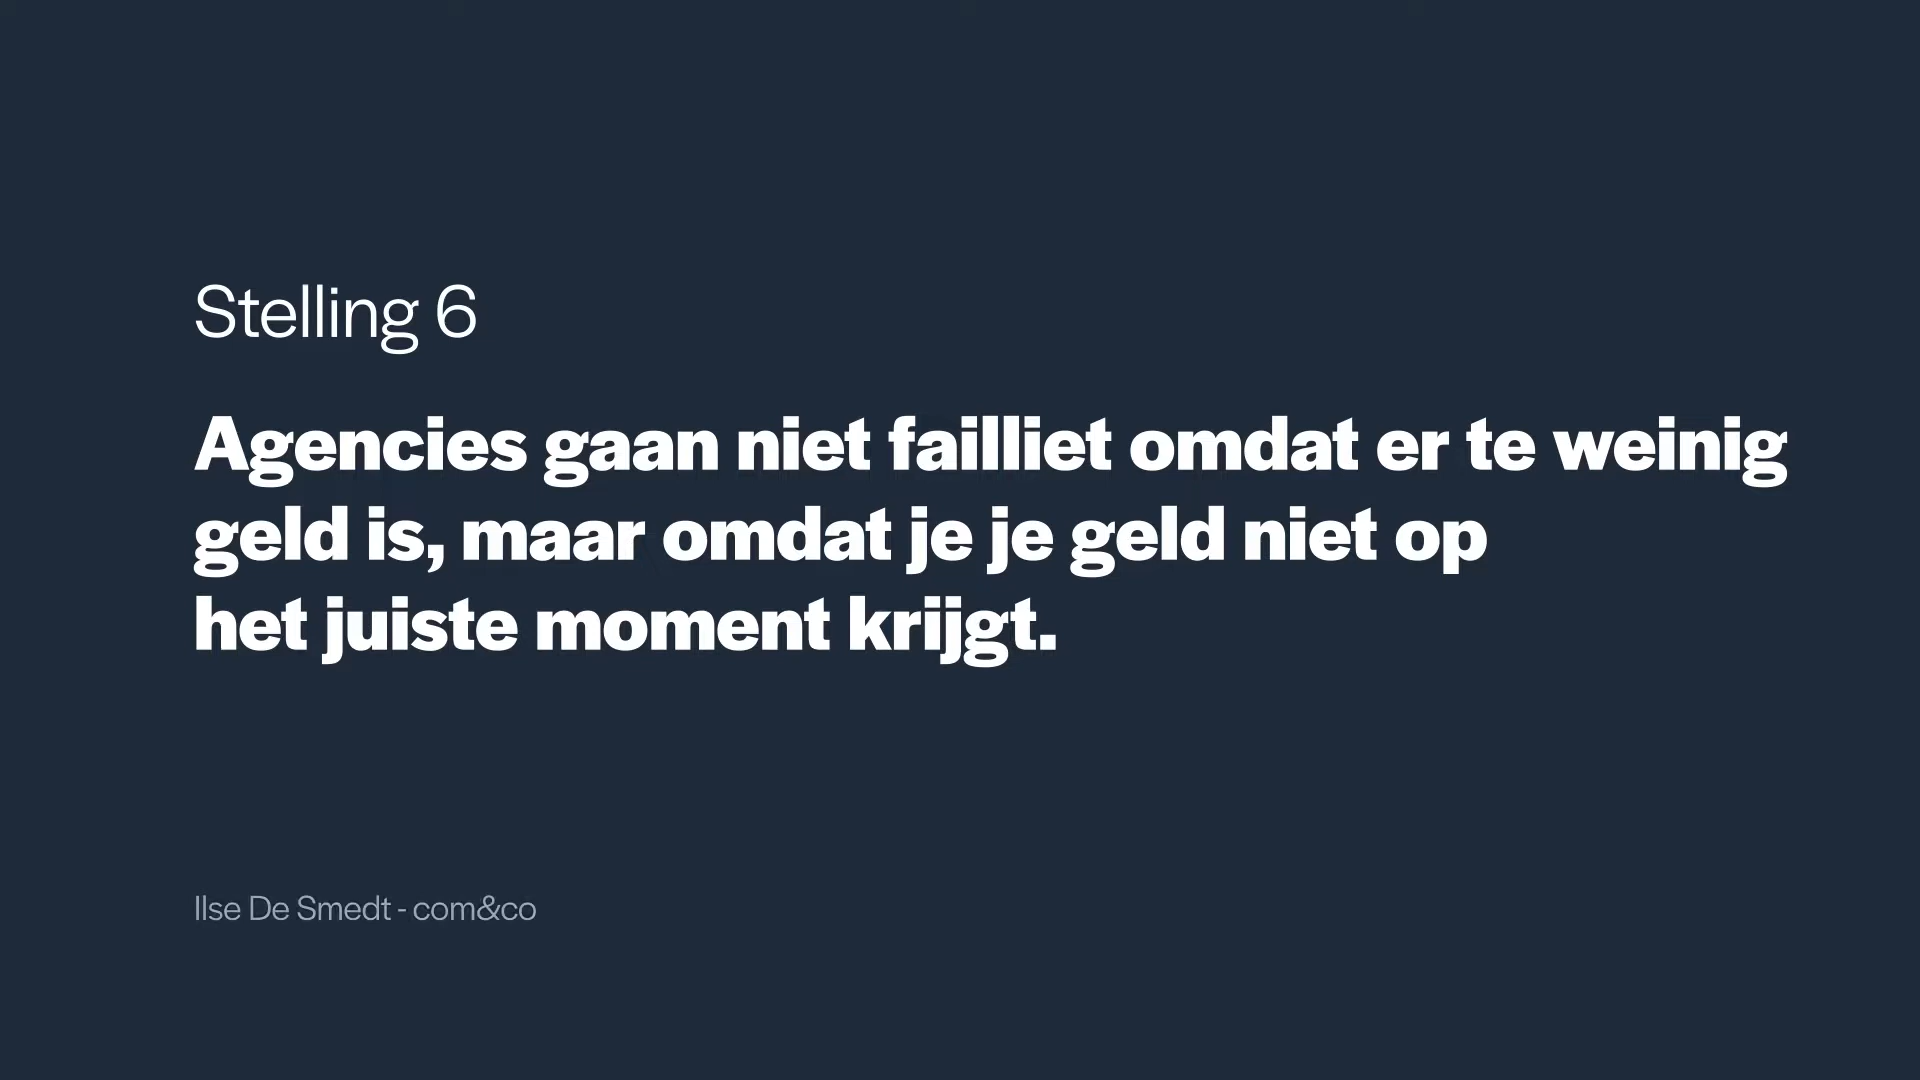 Stelling 6
Agencies gaan niet failliet omdat er te weinig
geld is, maar omdat je je geld niet op
het juiste moment krijgt.
Ilse De Smedt - com&co